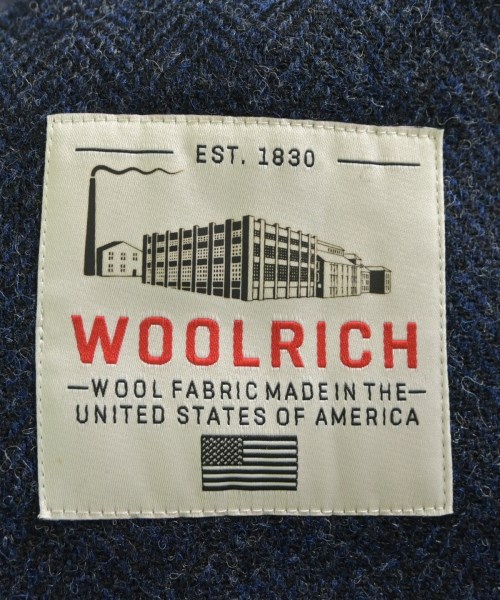 EST. 1830
WOOLRICH
—WOOL FABRIC MADE IN THE—
UNITED STATES OF AMERICA